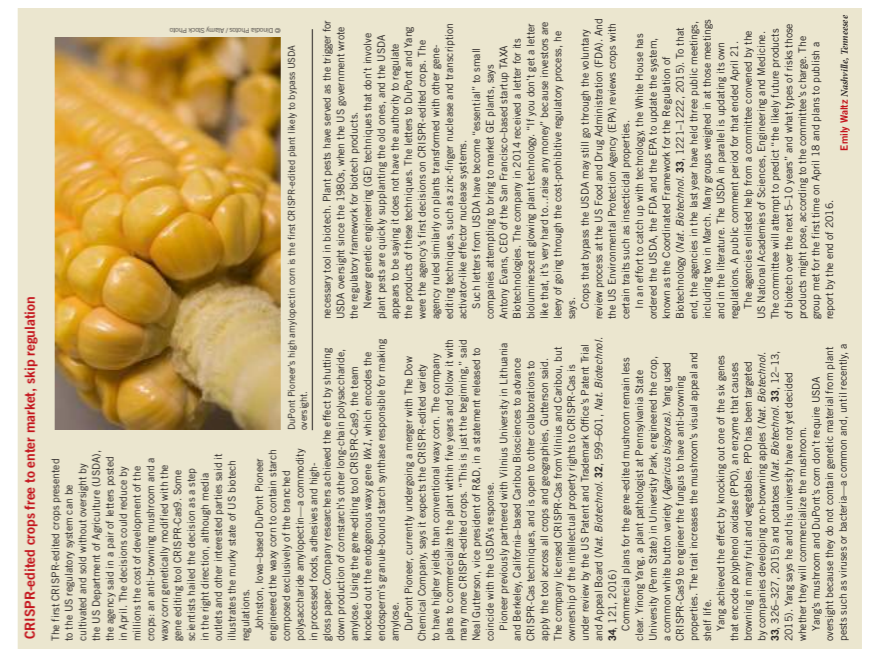 CRISPR-edited crops free to enter market, skip regulation
The first CRISPR-edited crops presented
to the US regulatory system can be
cultivated and sold without oversight by
the US Department of Agriculture (USDA),
the agency said in a pair of letters posted
in April. The decisions could reduce by
millions the cost of development of the
crops: an anti-browning mushroom and a
waxy corn genetically modified with the
gene editing tool CRISPR-Cas9. Some
scientists hailed the decision as a step
in the right direction, although media
outlets and other interested parties said it
illustrates the murky state of US biotech
regulations.
Johnston, Iowa–based DuPont Pioneer
engineered the waxy corn to contain starch
composed exclusively of the branched
polysaccharide amylopectin—a commodity
in processed foods, adhesives and high-
gloss paper. Company researchers achieved the effect by shutting
down production of cornstarch's other long-chain polysaccharide,
amylose. Using the gene-editing tool CRISPR-Cas9, the team
knocked out the endogenous waxy gene Wx1, which encodes the
endosperm's granule-bound starch synthase responsible for making
amylose.
DuPont Pioneer, currently undergoing a merger with The Dow
Chemical Company, says it expects the CRISPR-edited variety
to have higher yields than conventional waxy corn. The company
plans to commercialize the plant within five years and follow it with
many more CRISPR-edited crops. "This is just the beginning," said
Neal Gutterson, vice president of R&D, in a statement released to
coincide with the USDA's response.
Pioneer previously partnered with Vilnius University in Lithuania
and Berkeley, California–based Caribou Biosciences to advance
CRISPR-Cas techniques, and is open to other collaborations to
apply the tool across all crops and geographies, Gutterson said.
The company licensed CRISPR-Cas from Vilnius and Caribou, but
ownership of the intellectual property rights to CRISPR-Cas is
under review by the US Patent and Trademark Office's Patent Trial
and Appeal Board (Nat. Biotechnol. 32, 599–601, Nat. Biotechnol.
34, 121, 2016)
Commercial plans for the gene-edited mushroom remain less
clear. Yinong Yang, a plant pathologist at Pennsylvania State
University (Penn State) in University Park, engineered the crop,
a common white button variety (Agaricus bisporus). Yang used
CRISPR-Cas9 to engineer the fungus to have anti-browning
properties. The trait increases the mushroom's visual appeal and
shelf life.
Yang achieved the effect by knocking out one of the six genes
that encode polyphenol oxidase (PPO), an enzyme that causes
browning in many fruit and vegetables. PPO has been targeted
by companies developing non-browning apples (Nat. Biotechnol.
33, 326–327, 2015) and potatoes (Nat. Biotechnol. 33, 12–13,
2015). Yang says he and his university have not yet decided
whether they will commercialize the mushroom.
Yang's mushroom and DuPont's corn don't require USDA
oversight because they do not contain genetic material from plant
pests such as viruses or bacteria—a common and, until recently, a
© Dinodia Photos / Alamy Stock Photo
DuPont Pioneer's high amylopectin corn is the first CRISPR-edited plant likely to bypass USDA
oversight.
necessary tool in biotech. Plant pests have served as the trigger for
USDA oversight since the 1980s, when the US government wrote
the regulatory framework for biotech products.
Newer genetic engineering (GE) techniques that don't involve
plant pests are quickly supplanting the old ones, and the USDA
appears to be saying it does not have the authority to regulate
the products of these techniques. The letters to DuPont and Yang
were the agency's first decisions on CRISPR-edited crops. The
agency ruled similarly on plants transformed with other gene-
editing techniques, such as zinc-finger nuclease and transcription
activator-like effector nuclease systems.
Such letters from USDA have become "essential" to small
companies attempting to bring to market GE plants, says
Antony Evans, CEO of the San Francisco–based startup TAXA
Biotechnologies. The company in 2014 received a letter for its
bioluminescent glowing plant technology. "If you don't get a letter
like that, it's very hard to...raise any money" because investors are
leery of going through the cost-prohibitive regulatory process, he
says.
Crops that bypass the USDA may still go through the voluntary
review process at the US Food and Drug Administration (FDA). And
the US Environmental Protection Agency (EPA) reviews crops with
certain traits such as insecticidal properties.
In an effort to catch up with technology, the White House has
ordered the USDA, the FDA and the EPA to update the system,
known as the Coordinated Framework for the Regulation of
Biotechnology (Nat. Biotechnol. 33, 1221–1222, 2015). To that
end, the agencies in the last year have held three public meetings,
including two in March. Many groups weighed in at those meetings
and in the literature. The USDA in parallel is updating its own
regulations. A public comment period for that ended April 21.
The agencies enlisted help from a committee convened by the
US National Academies of Sciences, Engineering and Medicine.
The committee will attempt to predict "the likely future products
of biotech over the next 5–10 years" and what types of risks those
products might pose, according to the committee's charge. The
group met for the first time on April 18 and plans to publish a
report by the end of 2016.
Emily Waltz Nashville, Tennessee